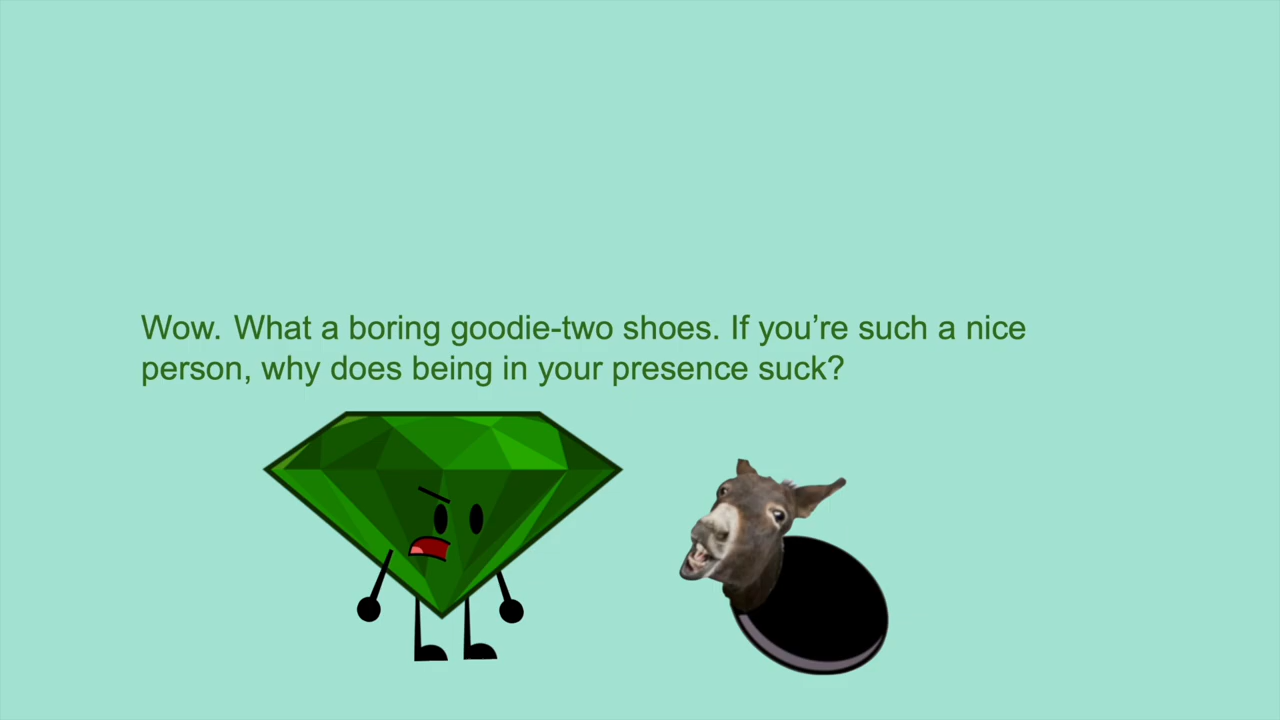 Wow. What a boring goodie-two shoes. If you’re such a nice
person, why does being in your presence suck?